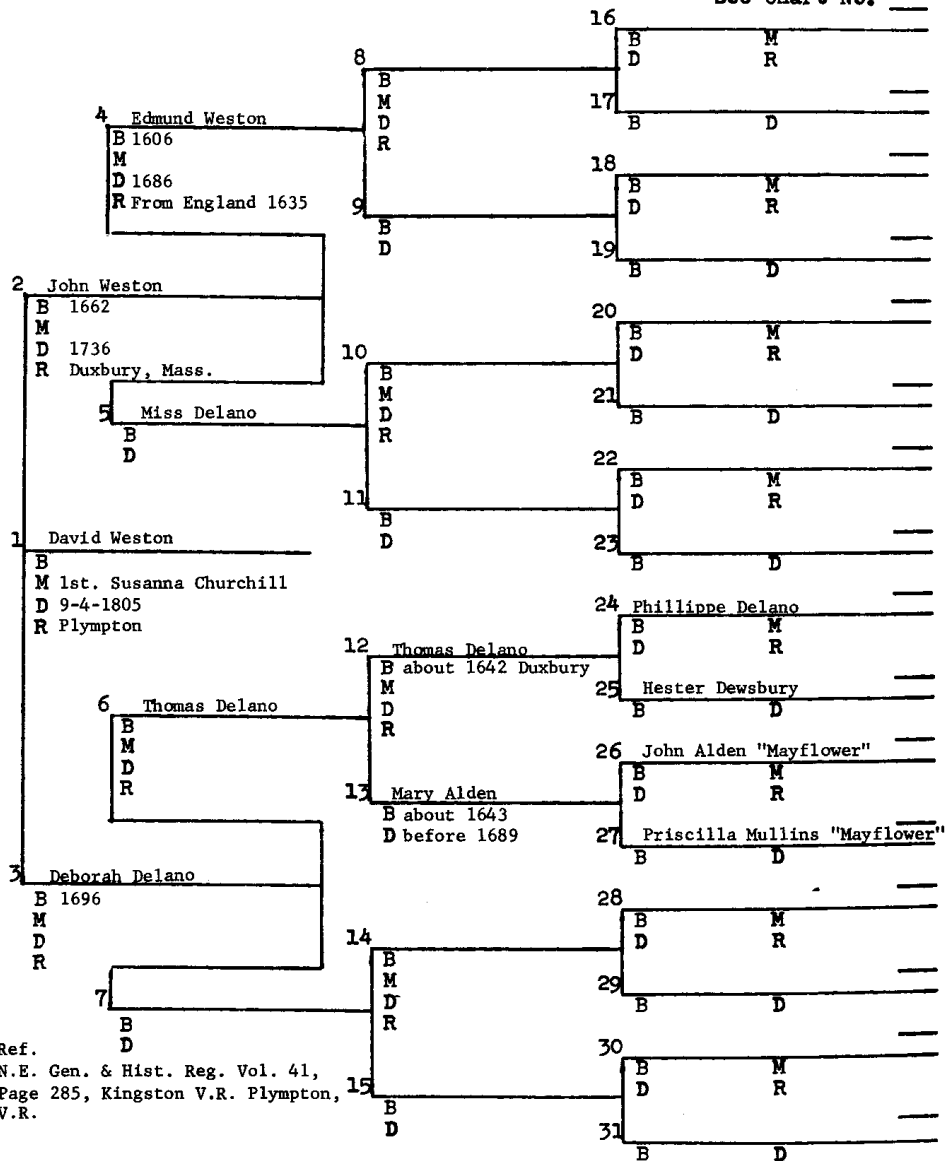 See Chart No.
16
B M
D R
8
B
M
D
R
17
B D
4 Edmund Weston
B 1606
M
D 1686
R From England 1635
18
B M
D R
9
B
D
19
B D
2 John Weston
B 1662
M
D 1736
R Duxbury, Mass.
20
B M
D R
10
B
M
D
R
21
B D
5 Miss Delano
B
D
22
B M
D R
11
B
D
23
B D
1 David Weston
B
M 1st. Susanna Churchill
D 9-4-1805
R Plympton
24 Phillippe Delano
B M
D R
12 Thomas Delano
B about 1642 Duxbury
M
D
R
25 Hester Dewsbury
B D
6 Thomas Delano
B
M
D
R
26 John Alden "Mayflower"
B M
D R
13 Mary Alden
B about 1643
D before 1689
27 Priscilla Mullins "Mayflower"
B D
3 Deborah Delano
B 1696
M
D
R
28
B M
D R
14
B
M
D
R
29
B D
7
B
D
30
B M
D R
15
B
D
31
B D
Ref.
N.E. Gen. & Hist. Reg. Vol. 41,
Page 285, Kingston V.R. Plympton,
V.R.